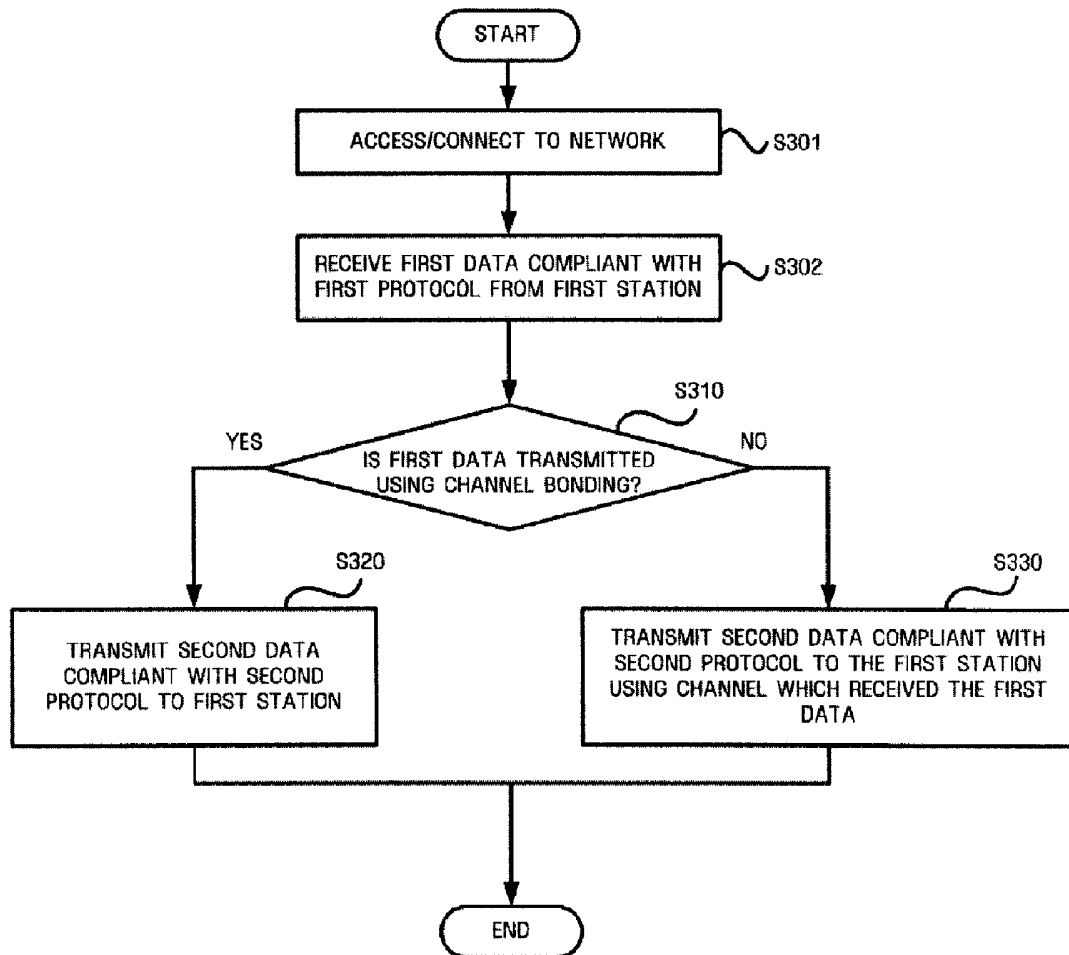 START
ACCESS/CONNECT TO NETWORK
S301
RECEIVE FIRST DATA COMPLIANT WITH
FIRST PROTOCOL FROM FIRST STATION
S302
S310
YES
NO
IS FIRST DATA TRANSMITTED
USING CHANNEL BONDING?
S320
S330
TRANSMIT SECOND DATA
COMPLIANT WITH SECOND
PROTOCOL TO FIRST STATION
TRANSMIT SECOND DATA COMPLIANT WITH
SECOND PROTOCOL TO THE FIRST STATION
USING CHANNEL WHICH RECEIVED THE FIRST
DATA
END